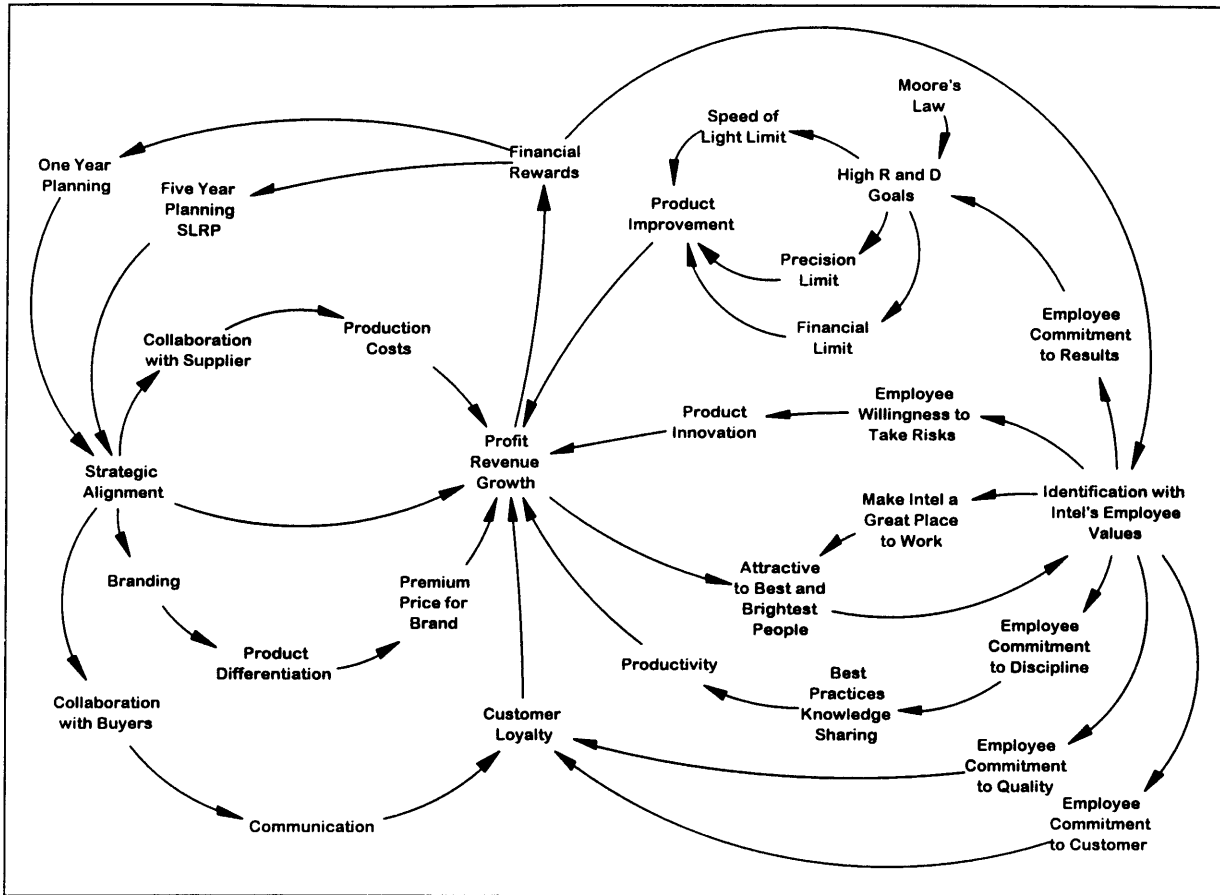 Moore's
Law
Speed of
Light Limit
Financial
Rewards
One Year
Planning
Five Year
Planning
SLRP
High R and D
Goals
Product
Improvement
Precision
Limit
Financial
Limit
Employee
Commitment
to Results
Collaboration
with Supplier
Production
Costs
Employee
Willingness to
Take Risks
Product
Innovation
Profit
Revenue
Growth
Strategic
Alignment
Identification with
Intel's Employee
Values
Make Intel a
Great Place
to Work
Attractive
to Best and
Brightest
People
Branding
Premium
Price for
Brand
Employee
Commitment
to Discipline
Product
Differentiation
Productivity
Best
Practices
Knowledge
Sharing
Collaboration
with Buyers
Customer
Loyalty
Employee
Commitment
to Quality
Employee
Commitment
to Customer
Communication